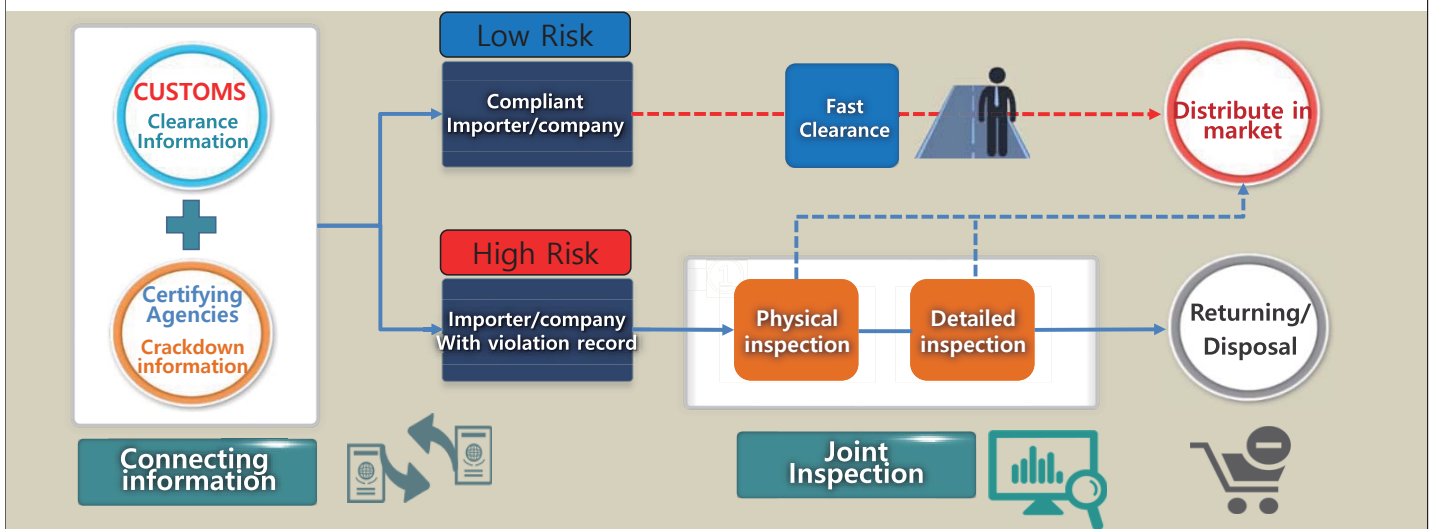 CUSTOMS
Clearance
Information
Certifying
Agencies
Crackdown
information
Connecting
information
Low Risk
Compliant
Importer/company
Fast
Clearance
Distribute in
market
High Risk
Importer/company
With violation record
①
Physical
inspection
Detailed
inspection
Returning/
Disposal
Joint
Inspection